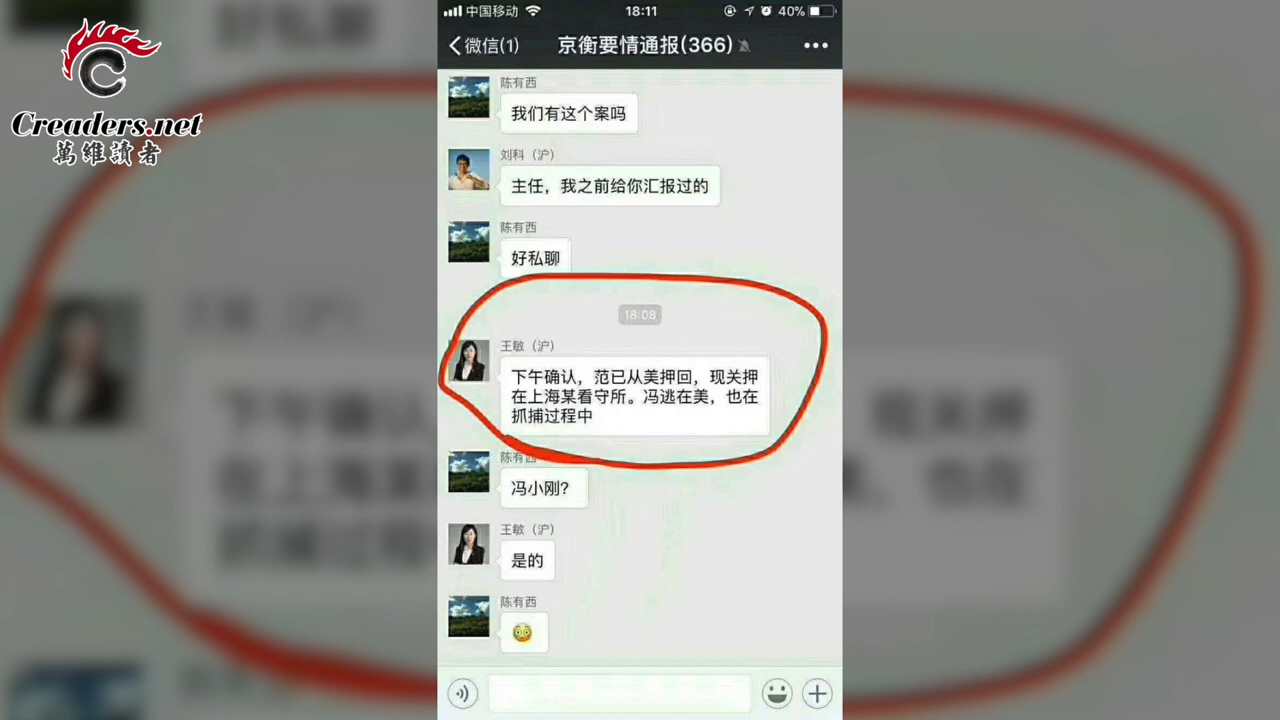 Creaders.net
萬維讀者
中国移动
18:11
40%
微信(1)
京衡要情通报(366)
陈有西
我们有这个案吗
刘科（沪）
主任，我之前给你汇报过的
陈有西
好私聊
18:08
王敏（沪）
下午确认，范已从美押回，现关押
在上海某看守所。冯逃在美，也在
抓捕过程中
陈有西
冯小刚？
王敏（沪）
是的
陈有西